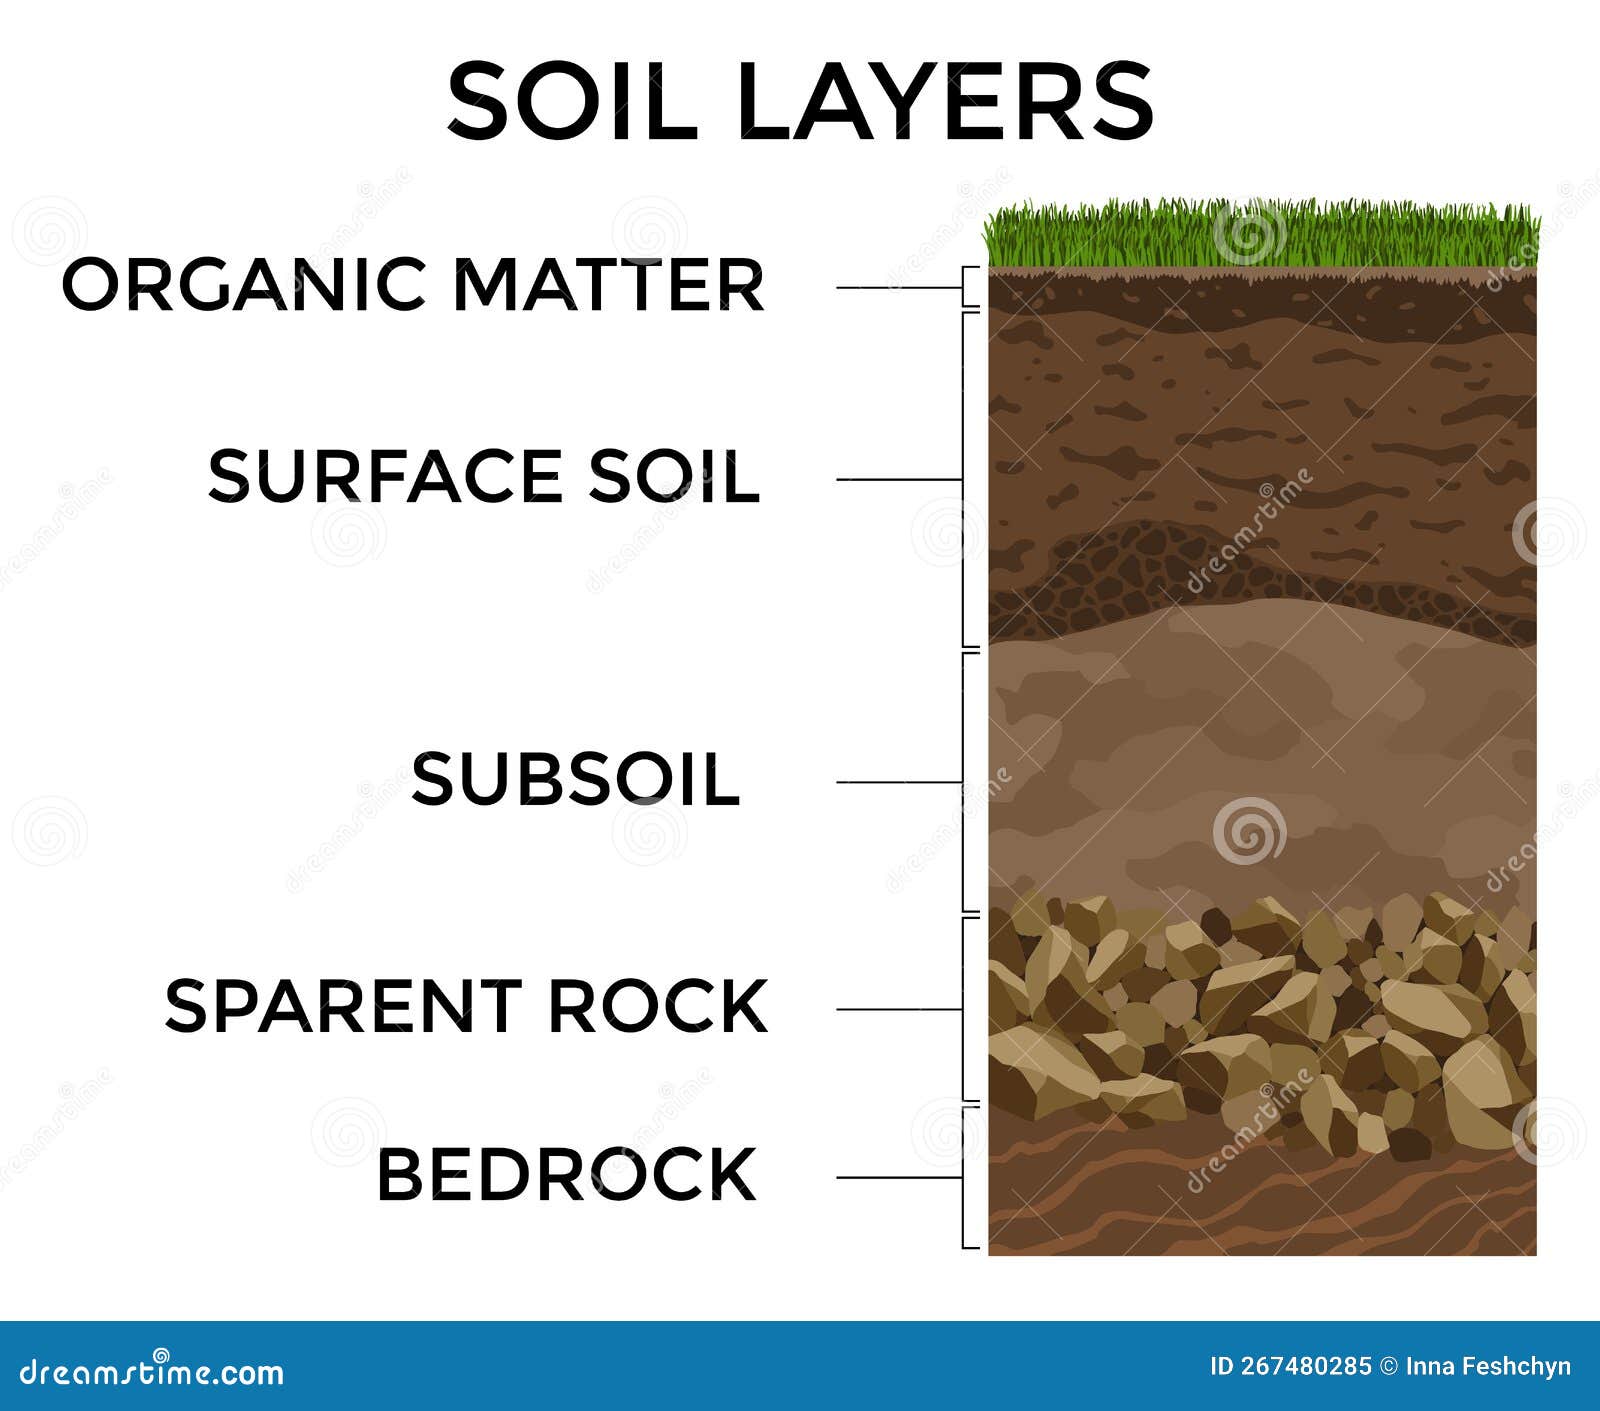 SOIL LAYERS
ORGANIC MATTER
SURFACE SOIL
SUBSOIL
SPARENT ROCK
BEDROCK
dreamstime.com
ID 267480285 © Inna Feshchyn